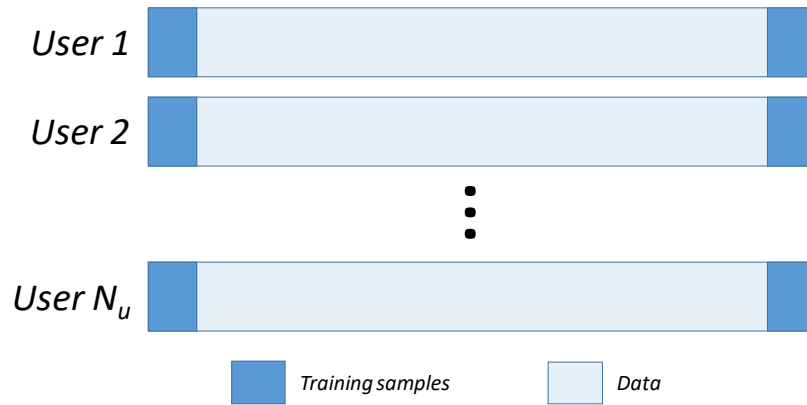 User 1
User 2
User Nu
Training samples
Data